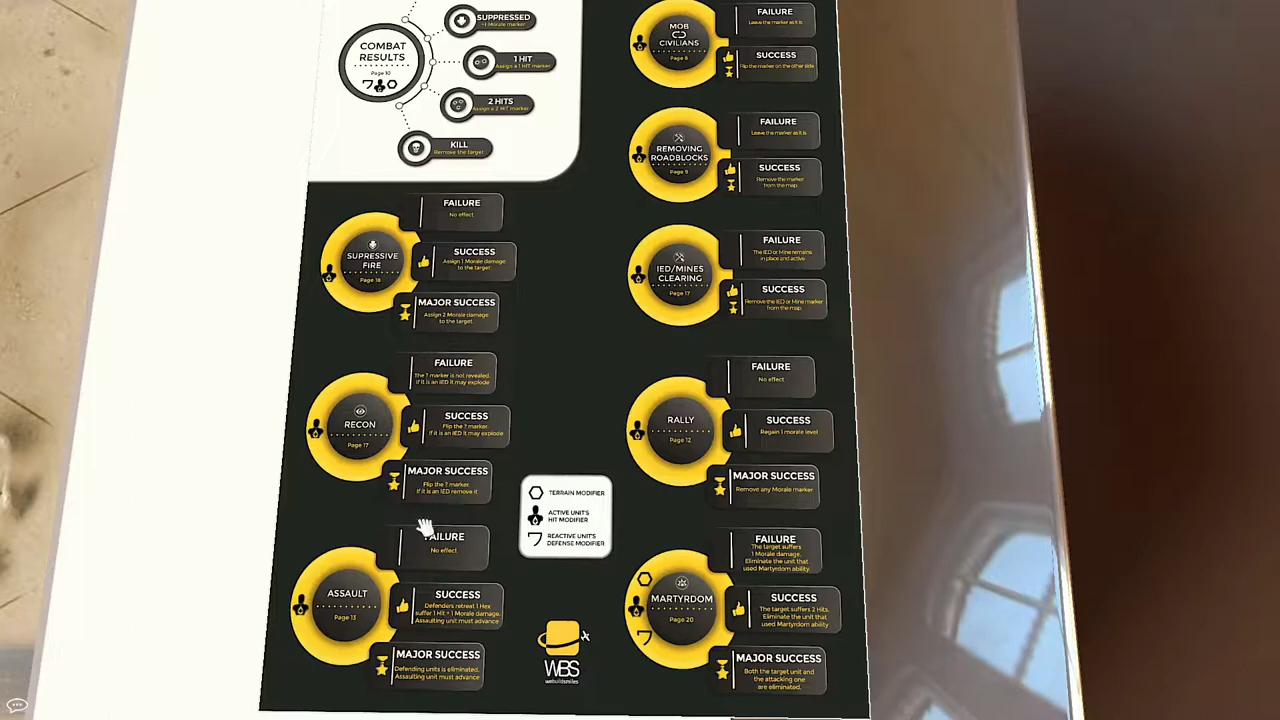 COMBAT
RESULTS
Page 10
SUPPRESSED
-1 Morale marker
1 HIT
Assign a 1 HIT marker
2 HITS
Assign a 2 HIT marker
KILL
Remove the target
SUPRESSIVE
FIRE
Page 18
FAILURE
No effect
SUCCESS
Assign 1 Morale damage
to the target
MAJOR SUCCESS
Assign 2 Morale damage
to the target
RECON
Page 17
FAILURE
The ? marker is not revealed.
If it is an IED it may explode
SUCCESS
Flip the ? marker.
If it is an IED it may explode
MAJOR SUCCESS
Flip the ? marker.
If it is an IED remove it
ASSAULT
Page 13
FAILURE
No effect
SUCCESS
Defenders retreat 1 Hex
suffer 1 Hit + 1 Morale damage.
Assaulting unit must advance
MAJOR SUCCESS
Defending units is eliminated.
Assaulting unit must advance
TERRAIN MODIFIER
ACTIVE UNIT'S
HIT MODIFIER
REACTIVE UNIT'S
DEFENSE MODIFIER
WBS
webuildsmiles
MOB
CIVILIANS
Page 8
FAILURE
Leave the marker as it is
SUCCESS
Flip the marker on the other side
REMOVING
ROADBLOCKS
Page 9
FAILURE
Leave the marker as it is
SUCCESS
Remove the marker
from the map
IED/MINES
CLEARING
Page 17
FAILURE
The IED or Mine remains
in place and active
SUCCESS
Remove the IED or Mine marker
from the map
RALLY
Page 12
FAILURE
No effect
SUCCESS
Regain 1 morale level
MAJOR SUCCESS
Remove any Morale marker
MARTYRDOM
Page 20
FAILURE
The target suffers
1 Morale damage.
Eliminate the unit that
used Martyrdom ability
SUCCESS
The target suffers 2 Hits.
Eliminate the unit that
used Martyrdom ability
MAJOR SUCCESS
Both the target unit and
the attacking one
are eliminated.